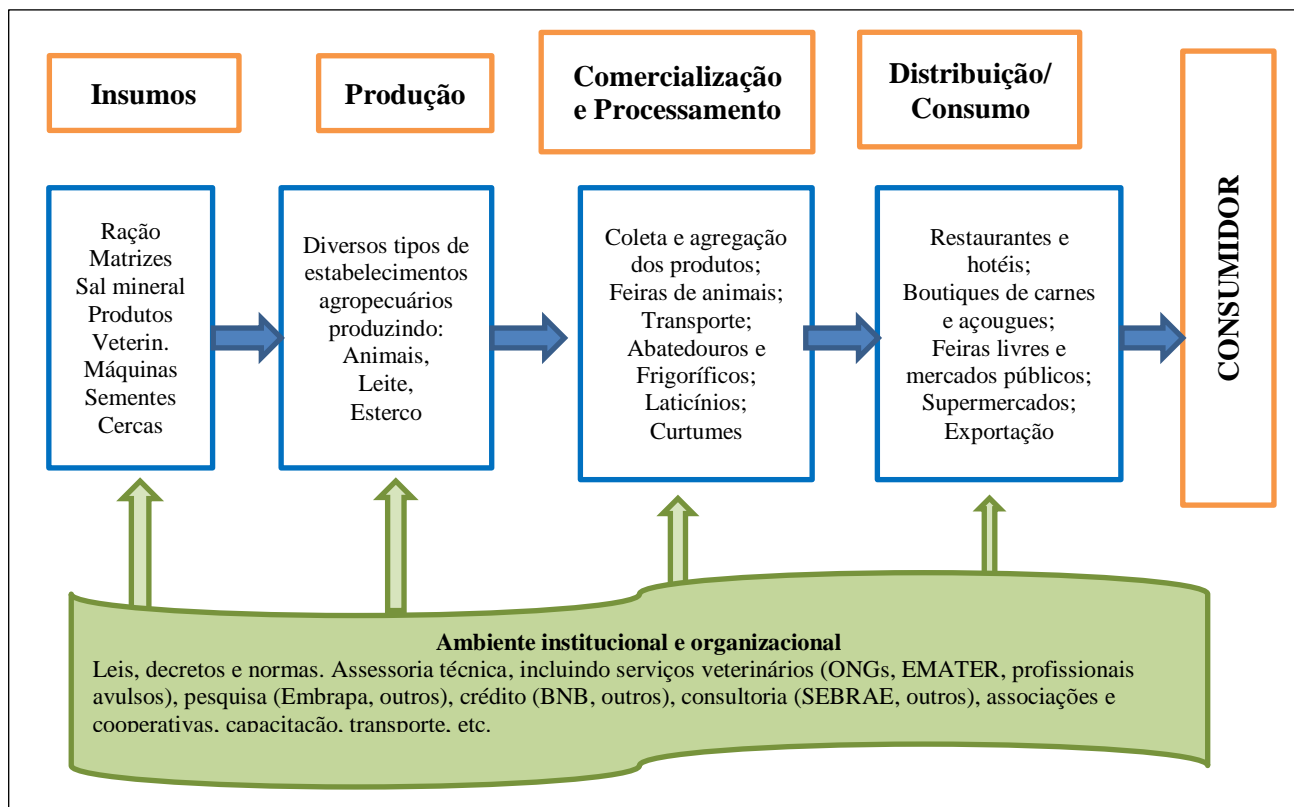 Insumos
Produção
Comercialização
e Processamento
Distribuição/
Consumo
CONSUMIDOR
Ração
Matrizes
Sal mineral
Produtos
Veterin.
Máquinas
Sementes
Cercas
Diversos tipos de
estabelecimentos
agropecuários
produzindo:
Animais,
Leite,
Esterco
Coleta e agregação
dos produtos;
Feiras de animais;
Transporte;
Abatedouros e
Frigoríficos;
Laticínios;
Curtumes
Restaurantes e
hotéis;
Boutiques de carnes
e açougues;
Feiras livres e
mercados públicos;
Supermercados;
Exportação
Ambiente institucional e organizacional
Leis, decretos e normas. Assessoria técnica, incluindo serviços veterinários (ONGs, EMATER, profissionais
avulsos), pesquisa (Embrapa, outros), crédito (BNB, outros), consultoria (SEBRAE, outros), associações e
cooperativas, capacitação, transporte, etc.